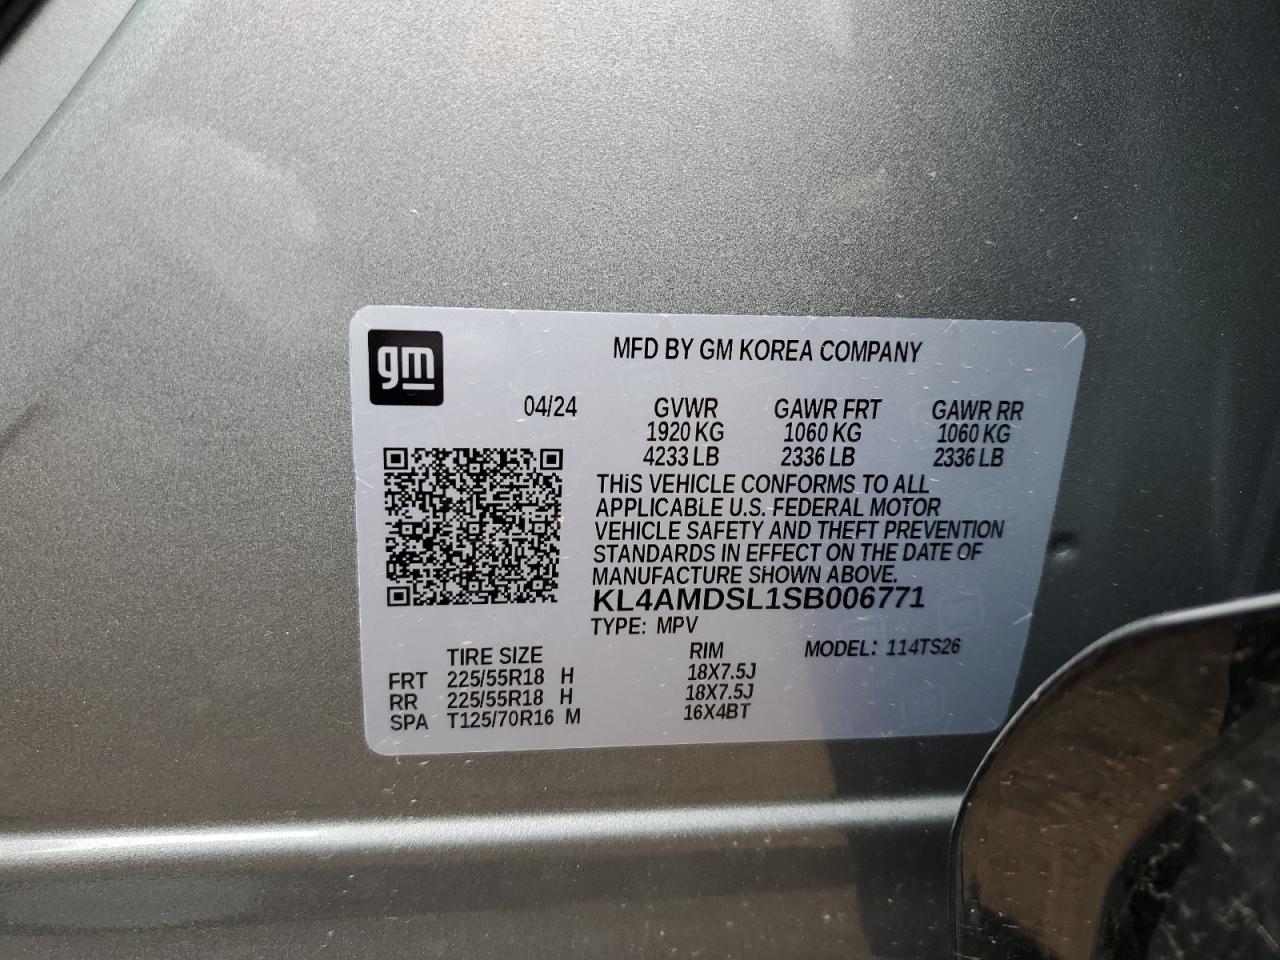 gm
MFD BY GM KOREA COMPANY
04/24 GVWR GAWR FRT GAWR RR
1920 KG 1060 KG 1060 KG
4233 LB 2336 LB 2336 LB
THIS VEHICLE CONFORMS TO ALL
APPLICABLE U.S. FEDERAL MOTOR
VEHICLE SAFETY AND THEFT PREVENTION
STANDARDS IN EFFECT ON THE DATE OF
MANUFACTURE SHOWN ABOVE.
KL4AMDSL1SB006771
TYPE: MPV
TIRE SIZE RIM MODEL: 114TS26
FRT 225/55R18 H 18X7.5J
RR 225/55R18 H 18X7.5J
SPA T125/70R16 M 16X4BT